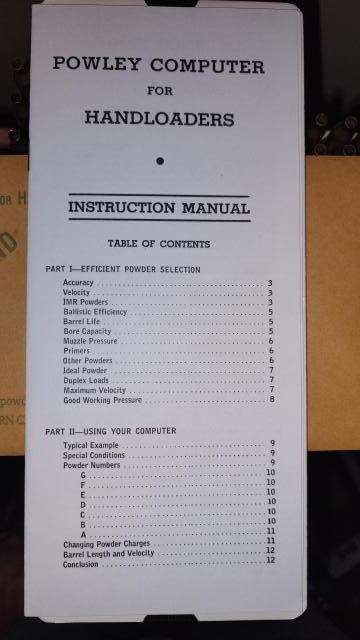 POWLEY COMPUTER
FOR
HANDLOADERS
INSTRUCTION MANUAL
TABLE OF CONTENTS
PART I—EFFICIENT POWDER SELECTION
Accuracy 3
Velocity 3
IMR Powders 3
Ballistic Efficiency 5
Barrel Life 5
Bore Capacity 5
Muzzle Pressure 6
Primers 6
Other Powders 6
Ideal Powder 7
Duplex Loads 7
Maximum Velocity 7
Good Working Pressure 8
PART II—USING YOUR COMPUTER
Typical Example 9
Special Conditions 9
Powder Numbers 9
G 10
F 10
E 10
D 10
C 10
B 10
A 11
Changing Powder Charges 11
Barrel Length and Velocity 12
Conclusion 12